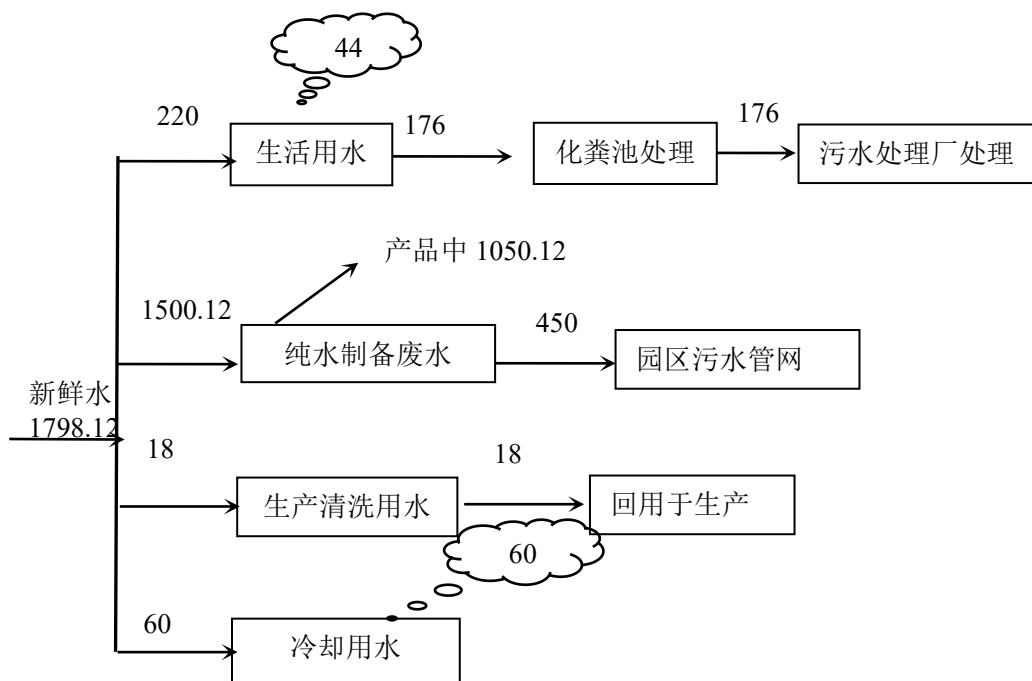 44
220
生活用水
176
化粪池处理
176
污水处理厂处理
产品中 1050.12
1500.12
纯水制备废水
450
园区污水管网
新鲜水
1798.12
18
生产清洗用水
18
回用于生产
60
60
冷却用水